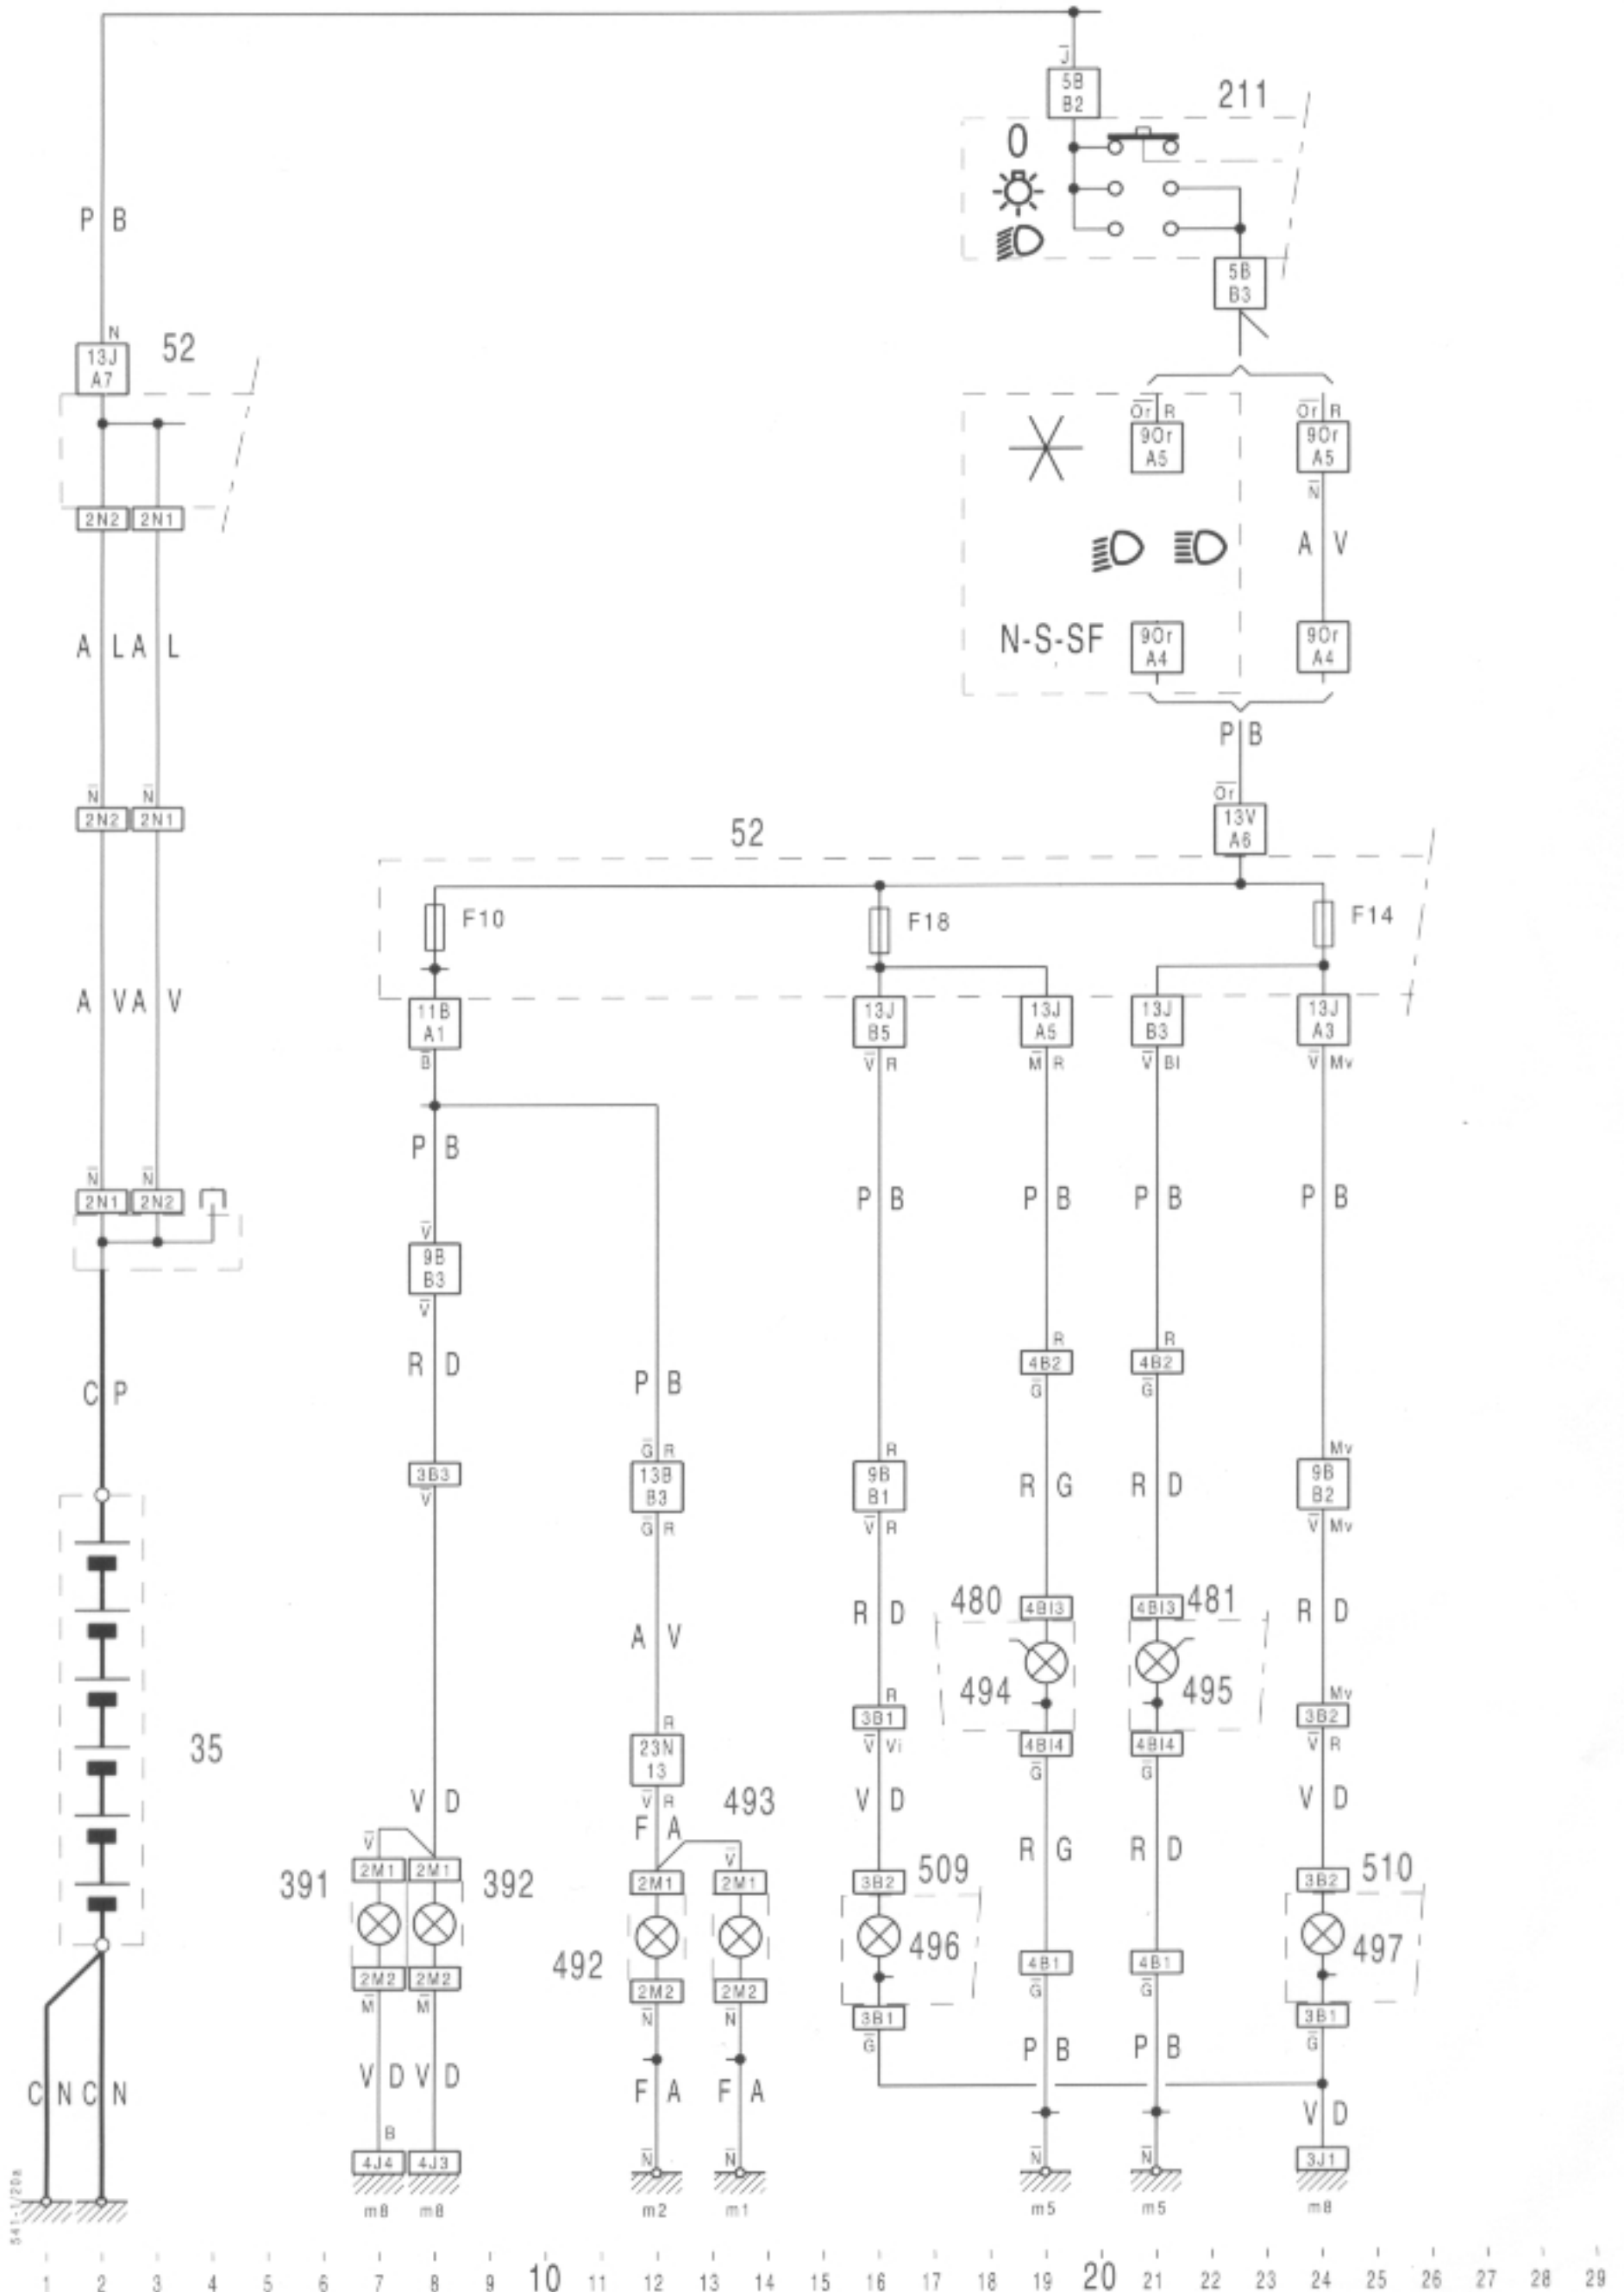 J̅
5B
B2
211
0
P B
5B
B3
N
13J
A7
52
O̅r̅ R
O̅r̅ R
9Or
A5
9Or
A5
N̅
2N2 2N1
A V
A L A L
N-S-SF
9Or
A4
9Or
A4
P B
N̅ N̅
2N2 2N1
O̅r̅
13V
A6
52
F10
F18
F14
A V A V
11B
A1
13J
B5
13J
A5
13J
B3
13J
A3
B̅
V̅ R
M̅ R
V̅ Bl
V̅ Mv
P B
N̅ N̅
2N1 2N2
P B
P B
P B
P B
V̅
9B
B3
V̅
R D
R
4B2
G̅
R
4B2
G̅
C P
P B
G̅ R
13B
B3
G̅ R
3B3
V̅
R
9B
B1
V̅ R
R G
R D
Mv
9B
B2
V̅ Mv
480
4Bl3
4Bl3
481
R D
R D
A V
494
495
R
3B1
V̅ Vi
Mv
3B2
V̅ R
35
R
23N
13
V̅ R
4Bl4
G̅
4Bl4
G̅
V D
493
V D
V D
F A
V̅
V̅
R G
R D
391
2M1 2M1
392
2M1
2M1
3B2
509
3B2
510
492
496
497
2M2 2M2
M̅ M̅
2M2
N̅
2M2
N̅
4B1
G̅
4B1
G̅
3B1
G̅
3B1
G̅
P B
P B
C N C N
V D V D
F A
F A
V D
B
4J4 4J3
N̅
N̅
N̅
N̅
3J1
m8
m8
m2
m1
m5
m5
m8
541-1/20a
1 2 3 4 5 6 7 8 9 10 11 12 13 14 15 16 17 18 19 20 21 22 23 24 25 26 27 28 29